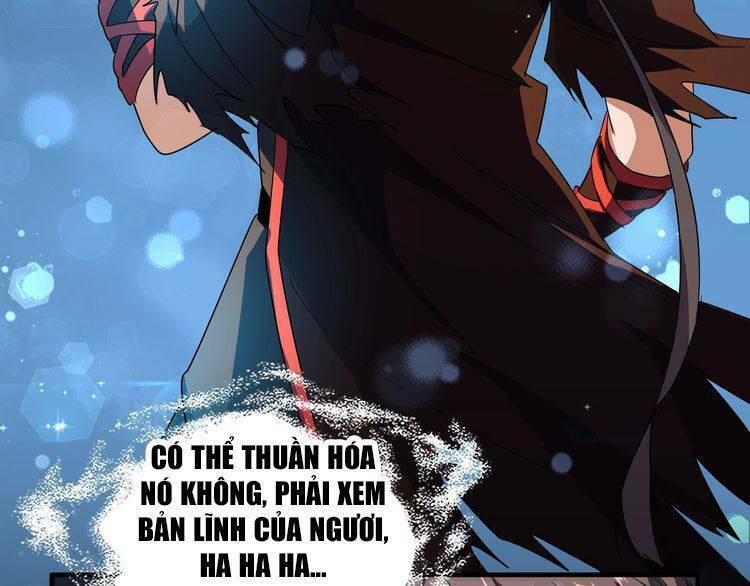 CÓ THỂ THUẦN HÓA
NÓ KHÔNG, PHẢI XEM
BẢN LĨNH CỦA NGƯƠI,
HA HA HA...